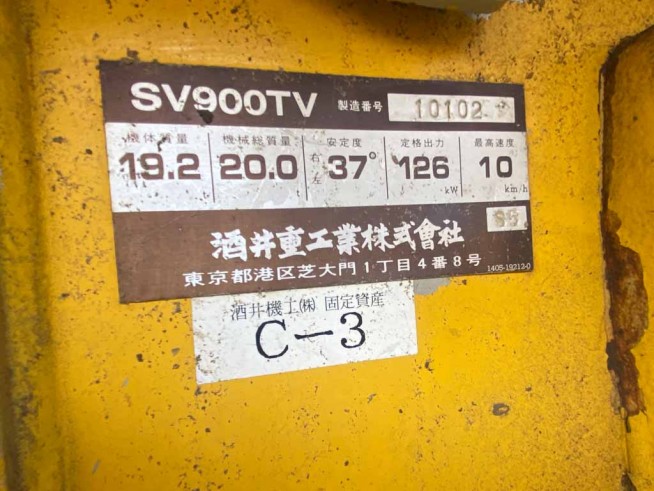 SV900TV 製造番号 10102
機体質量 機械総質量 安定度 定格出力 最高速度
19.2 20.0 右左 37° 126 10
t kW km/h
酒井重工業株式會社
東京都港区芝大門1丁目4番8号 1405-19312-0
酒井機工㈱ 固定資産
C-3